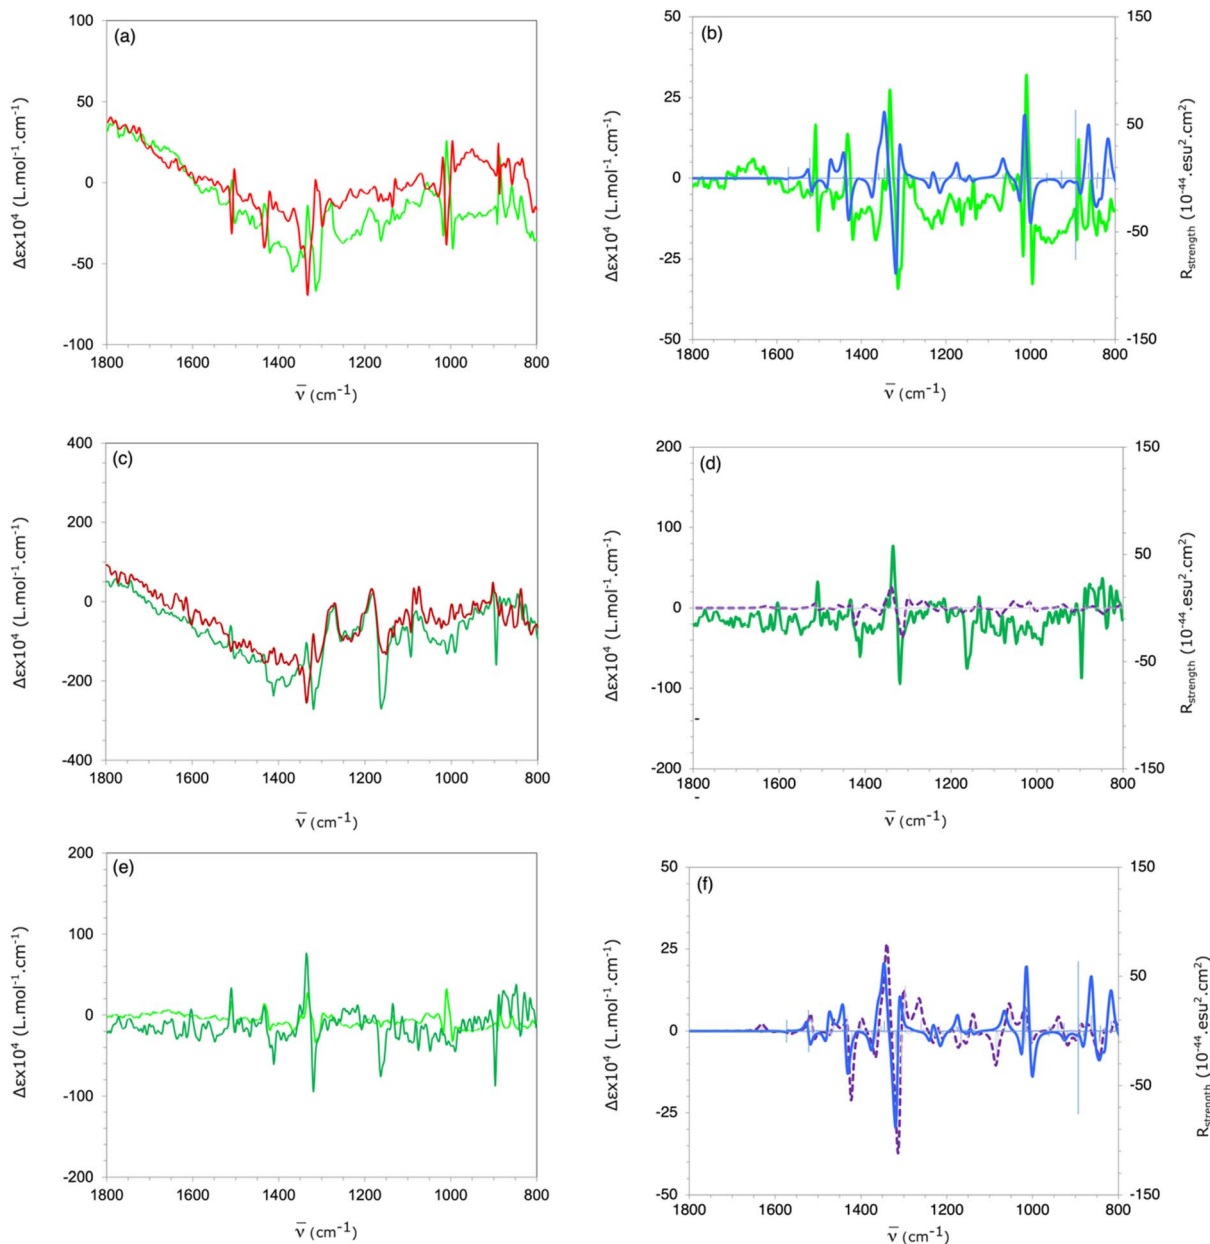 (a)
100
50
0
-50
-100
1800 1600 1400 1200 1000 800
Δεx10⁴ (L.mol⁻¹.cm⁻¹)
ν̅ (cm⁻¹)
(b)
50
25
0
-25
-50
150
50
-50
-150
1800 1600 1400 1200 1000 800
Δεx10⁴ (L.mol⁻¹.cm⁻¹)
R_strength (10⁻⁴⁴.esu².cm²)
ν̅ (cm⁻¹)
(c)
400
200
0
-200
-400
1800 1600 1400 1200 1000 800
Δεx10⁴ (L.mol⁻¹.cm⁻¹)
ν̅ (cm⁻¹)
(d)
200
100
0
-100
-200
-
-
150
50
-50
-150
1800 1600 1400 1200 1000 800
Δεx10⁴ (L.mol⁻¹.cm⁻¹)
R_strength (10⁻⁴⁴.esu².cm²)
ν̅ (cm⁻¹)
(e)
200
100
0
-100
-200
1800 1600 1400 1200 1000 800
Δεx10⁴ (L.mol⁻¹.cm⁻¹)
ν̅ (cm⁻¹)
(f)
50
25
0
-25
-50
150
50
-50
-150
1800 1600 1400 1200 1000 800
Δεx10⁴ (L.mol⁻¹.cm⁻¹)
R_strength (10⁻⁴⁴.esu².cm²)
ν̅ (cm⁻¹)